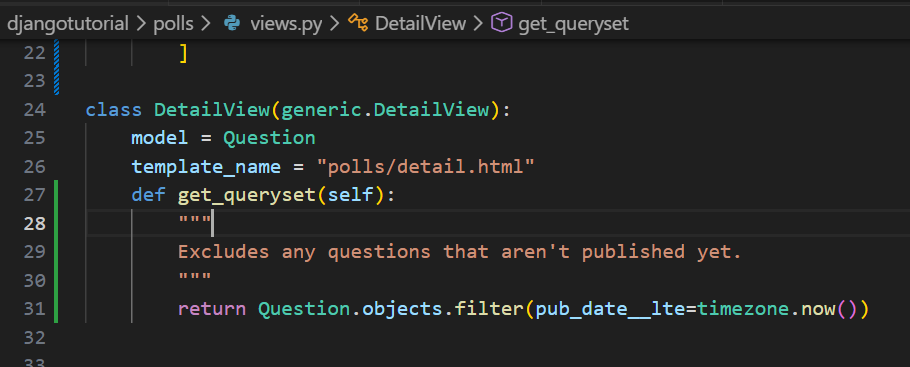 djangotutorial > polls > views.py > DetailView > get_queryset
22 ]
23
24 class DetailView(generic.DetailView):
25 model = Question
26 template_name = "polls/detail.html"
27 def get_queryset(self):
28 """
29 Excludes any questions that aren't published yet.
30 """
31 return Question.objects.filter(pub_date__lte=timezone.now())
32
33